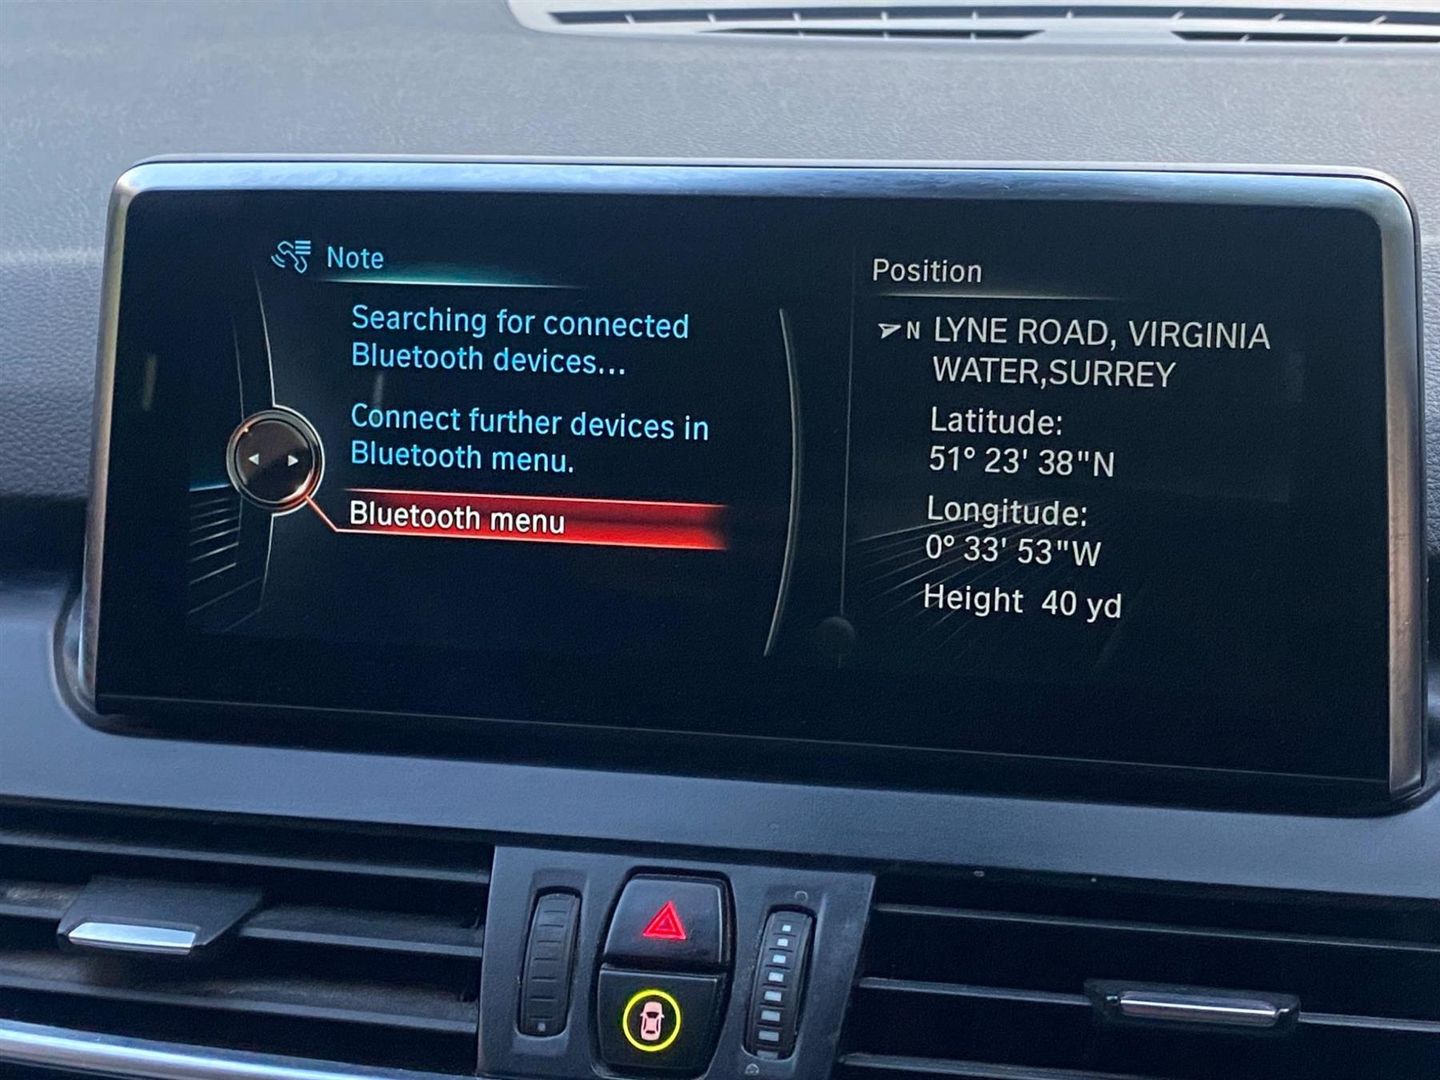 Note
Searching for connected
Bluetooth devices...
Connect further devices in
Bluetooth menu.
Bluetooth menu
Position
N LYNE ROAD, VIRGINIA
WATER,SURREY
Latitude:
51° 23' 38"N
Longitude:
0° 33' 53"W
Height 40 yd